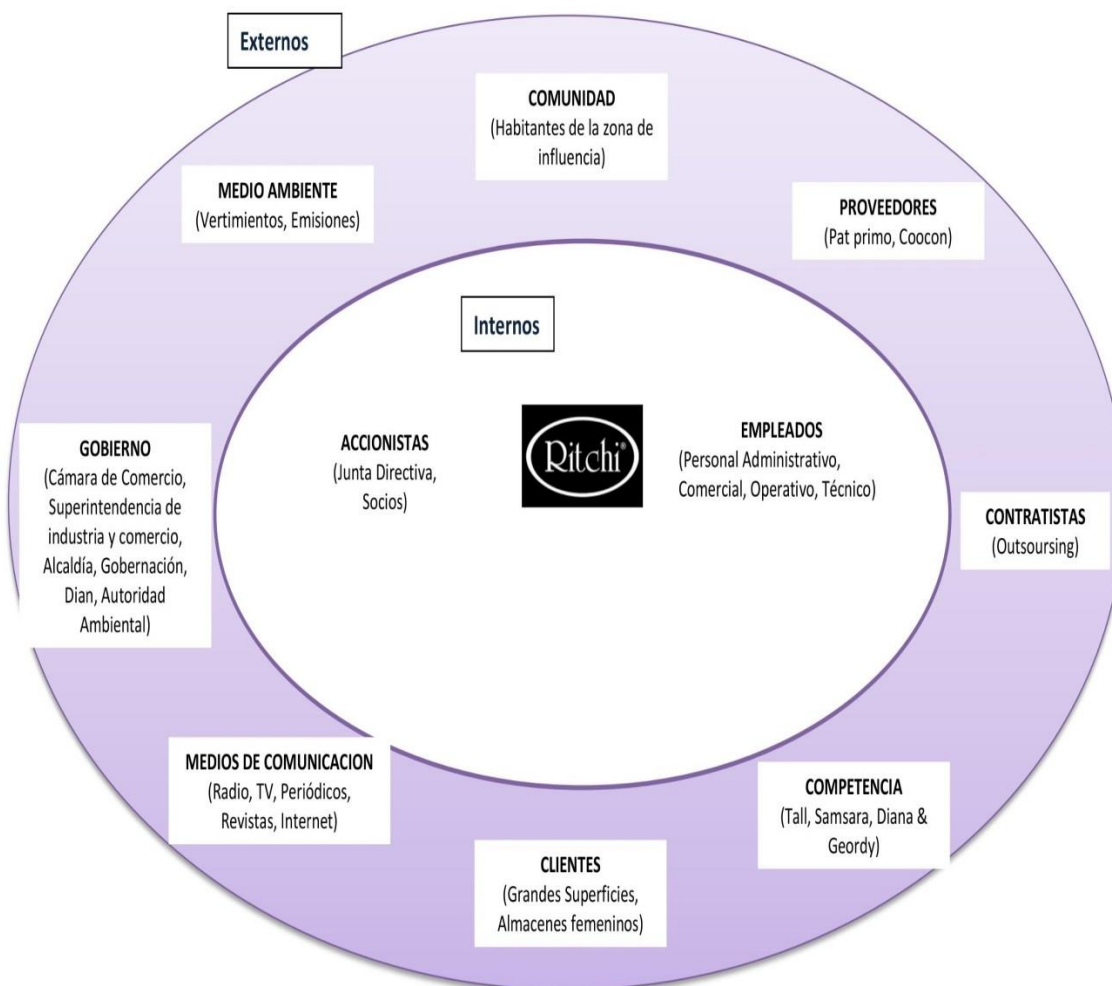 Externos
COMUNIDAD
(Habitantes de la zona de
influencia)
MEDIO AMBIENTE
(Vertimientos, Emisiones)
PROVEEDORES
(Pat primo, Coocon)
Internos
GOBIERNO
(Cámara de Comercio,
Superintendencia de
industria y comercio,
Alcaldía, Gobernación,
Dian, Autoridad
Ambiental)
ACCIONISTAS
(Junta Directiva,
Socios)
Ritchi®
EMPLEADOS
(Personal Administrativo,
Comercial, Operativo, Técnico)
CONTRATISTAS
(Outsoursing)
MEDIOS DE COMUNICACION
(Radio, TV, Periódicos,
Revistas, Internet)
CLIENTES
(Grandes Superficies,
Almacenes femeninos)
COMPETENCIA
(Tall, Samsara, Diana &
Geordy)